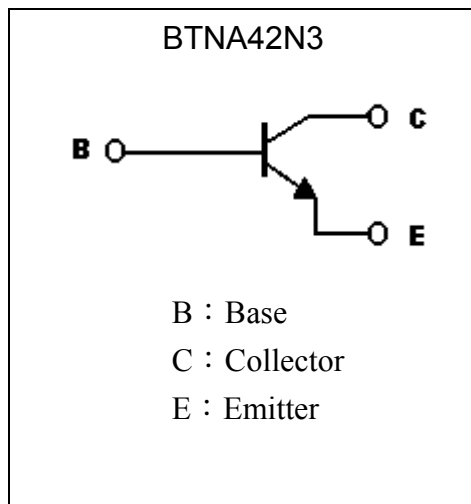 BTNA42N3
C
B
E
B：Base
C：Collector
E：Emitter